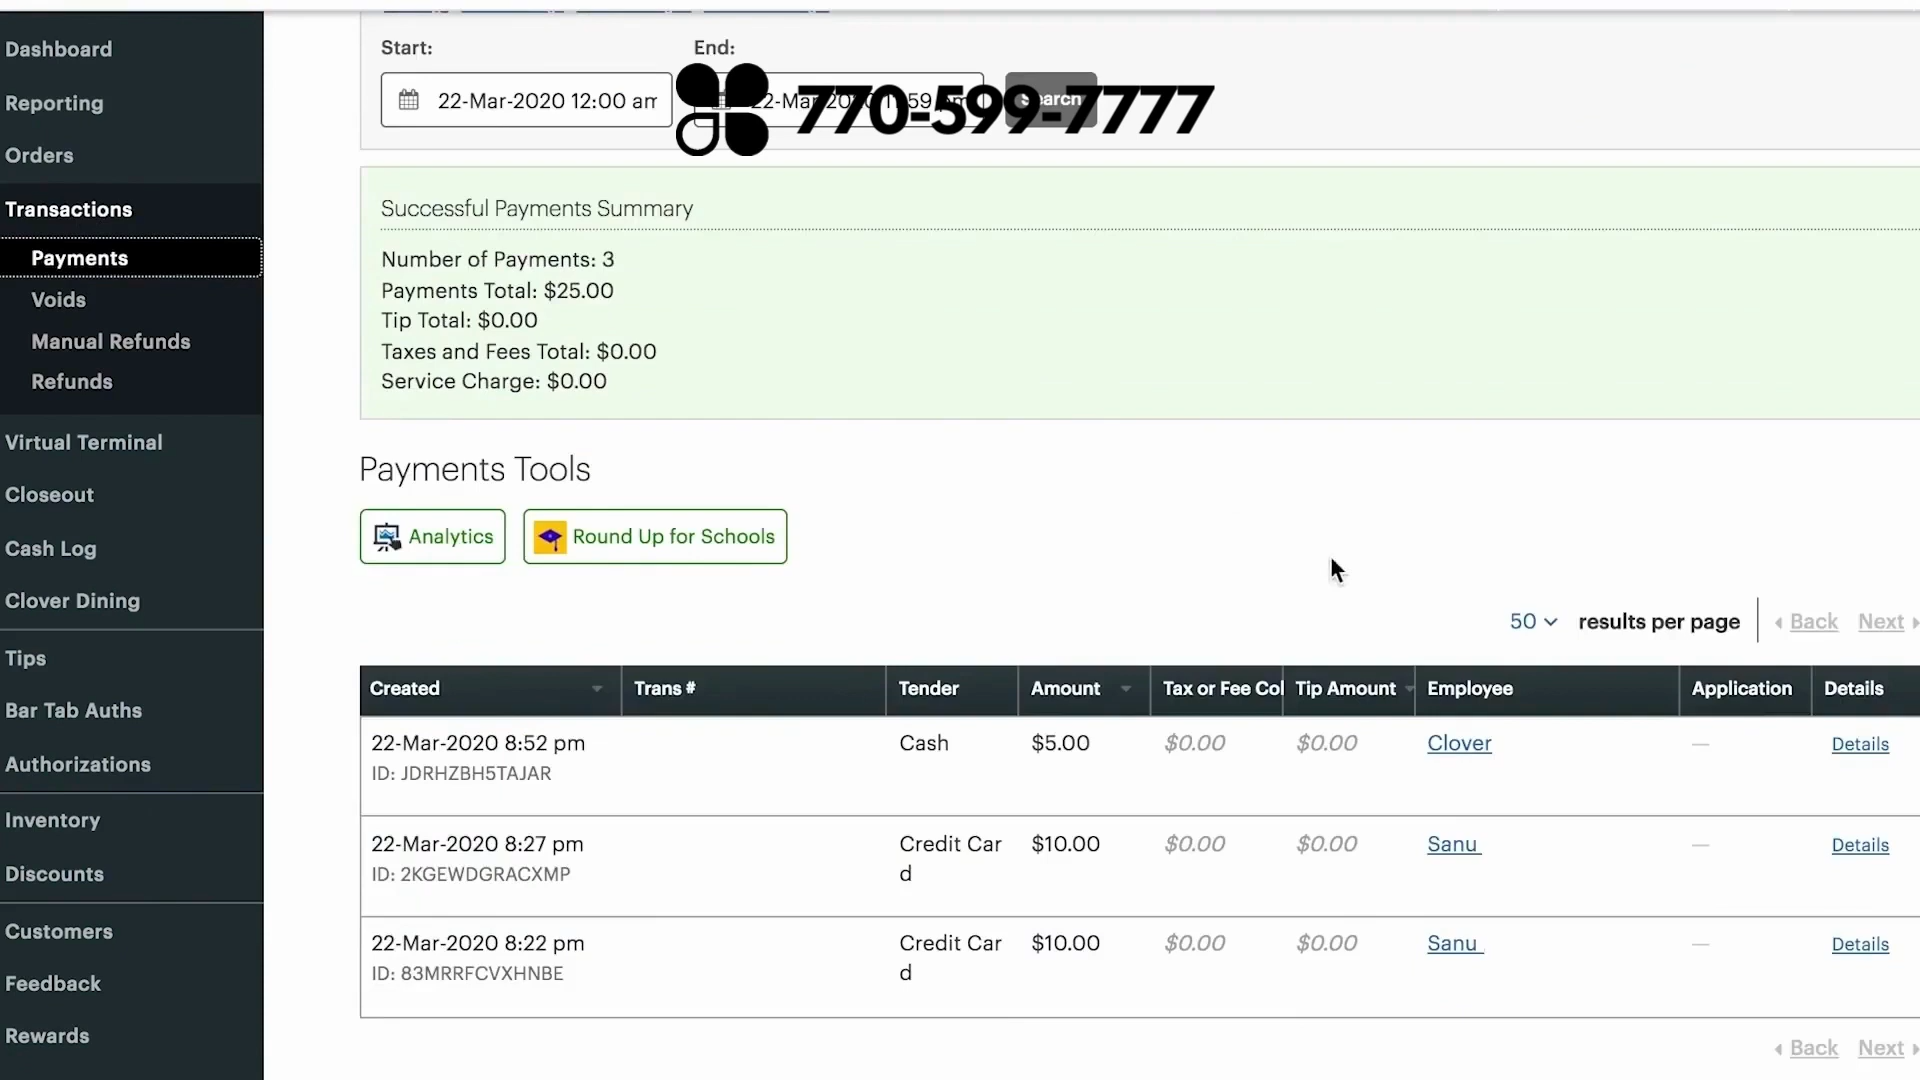 Dashboard
Reporting
Orders
Transactions
Payments
Voids
Manual Refunds
Refunds
Virtual Terminal
Closeout
Cash Log
Clover Dining
Tips
Bar Tab Auths
Authorizations
Inventory
Discounts
Customers
Feedback
Rewards
Start: End:
22-Mar-2020 12:00 am
770-599-7777
Search
Successful Payments Summary
Number of Payments: 3
Payments Total: $25.00
Tip Total: $0.00
Taxes and Fees Total: $0.00
Service Charge: $0.00
Payments Tools
Analytics Round Up for Schools
50 results per page Back Next
Created Trans # Tender Amount Tax or Fee Col Tip Amount Employee Application Details
22-Mar-2020 8:52 pm Cash $5.00 $0.00 $0.00 Clover — Details
ID: JDRHZBH5TAJAR
22-Mar-2020 8:27 pm Credit Car $10.00 $0.00 $0.00 Sanu — Details
ID: 2KGEWDGRACXMP d
22-Mar-2020 8:22 pm Credit Car $10.00 $0.00 $0.00 Sanu — Details
ID: 83MRRFCVXHNBE d
Back Next